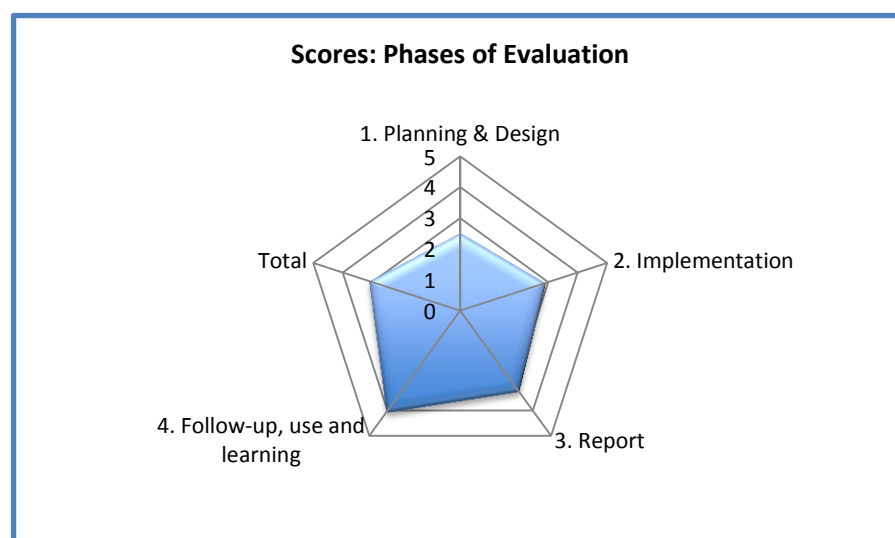 Scores: Phases of Evaluation
1. Planning & Design
5
4
3
2
1
0
Total
2. Implementation
4. Follow-up, use and
learning
3. Report